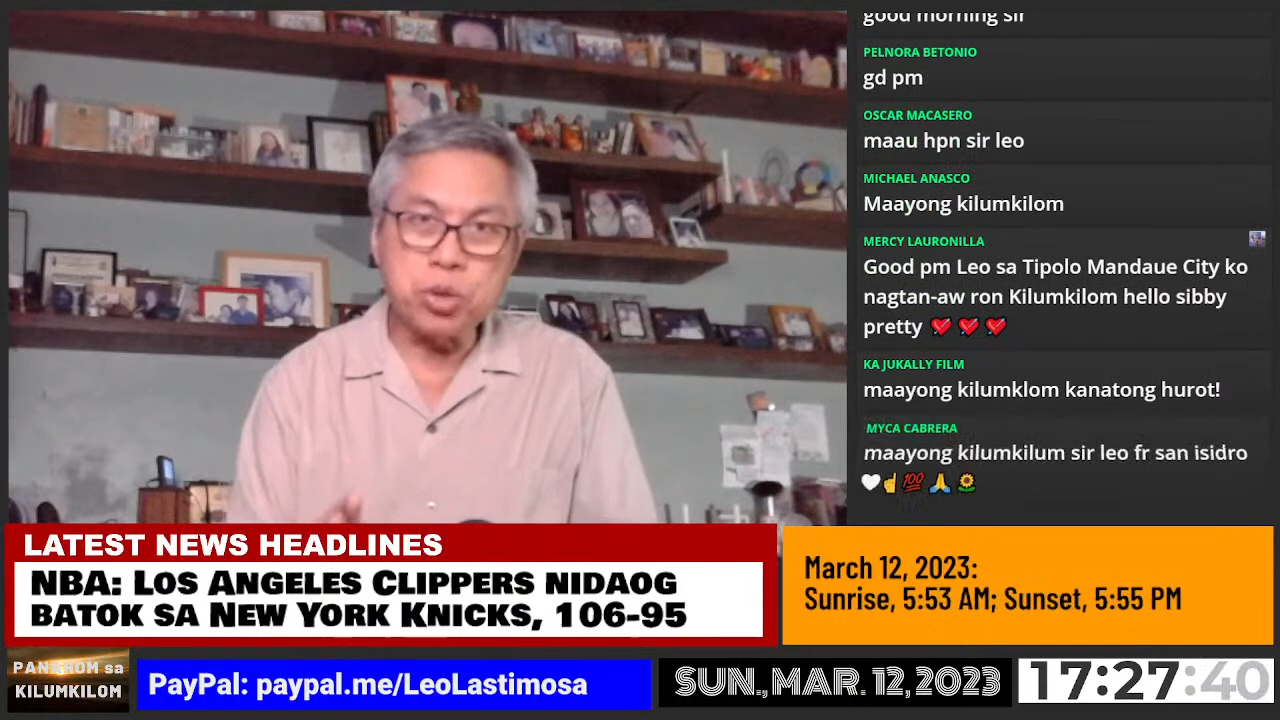 good morning sir
PELNORA BETONIO
gd pm
OSCAR MACASERO
maau hpn sir leo
MICHAEL ANASCO
Maayong kilumkilom
MERCY LAURONILLA
Good pm Leo sa Tipolo Mandaue City ko
nagtan-aw ron Kilumkilom hello sibby
pretty ❤️ ❤️ ❤️
KA JUKALLY FILM
maayong kilumklom kanatong hurot!
MYCA CABRERA
maayong kilumkilum sir leo fr san isidro
🤍☝️💯🙏🌻
LATEST NEWS HEADLINES
NBA: LOS ANGELES CLIPPERS NIDAOG
BATOK SA NEW YORK KNICKS, 106-95
March 12, 2023:
Sunrise, 5:53 AM; Sunset, 5:55 PM
PANAHOM sa
KILUMKILOM
PayPal: paypal.me/LeoLastimosa
SUN., MAR. 12, 2023
17:27:40